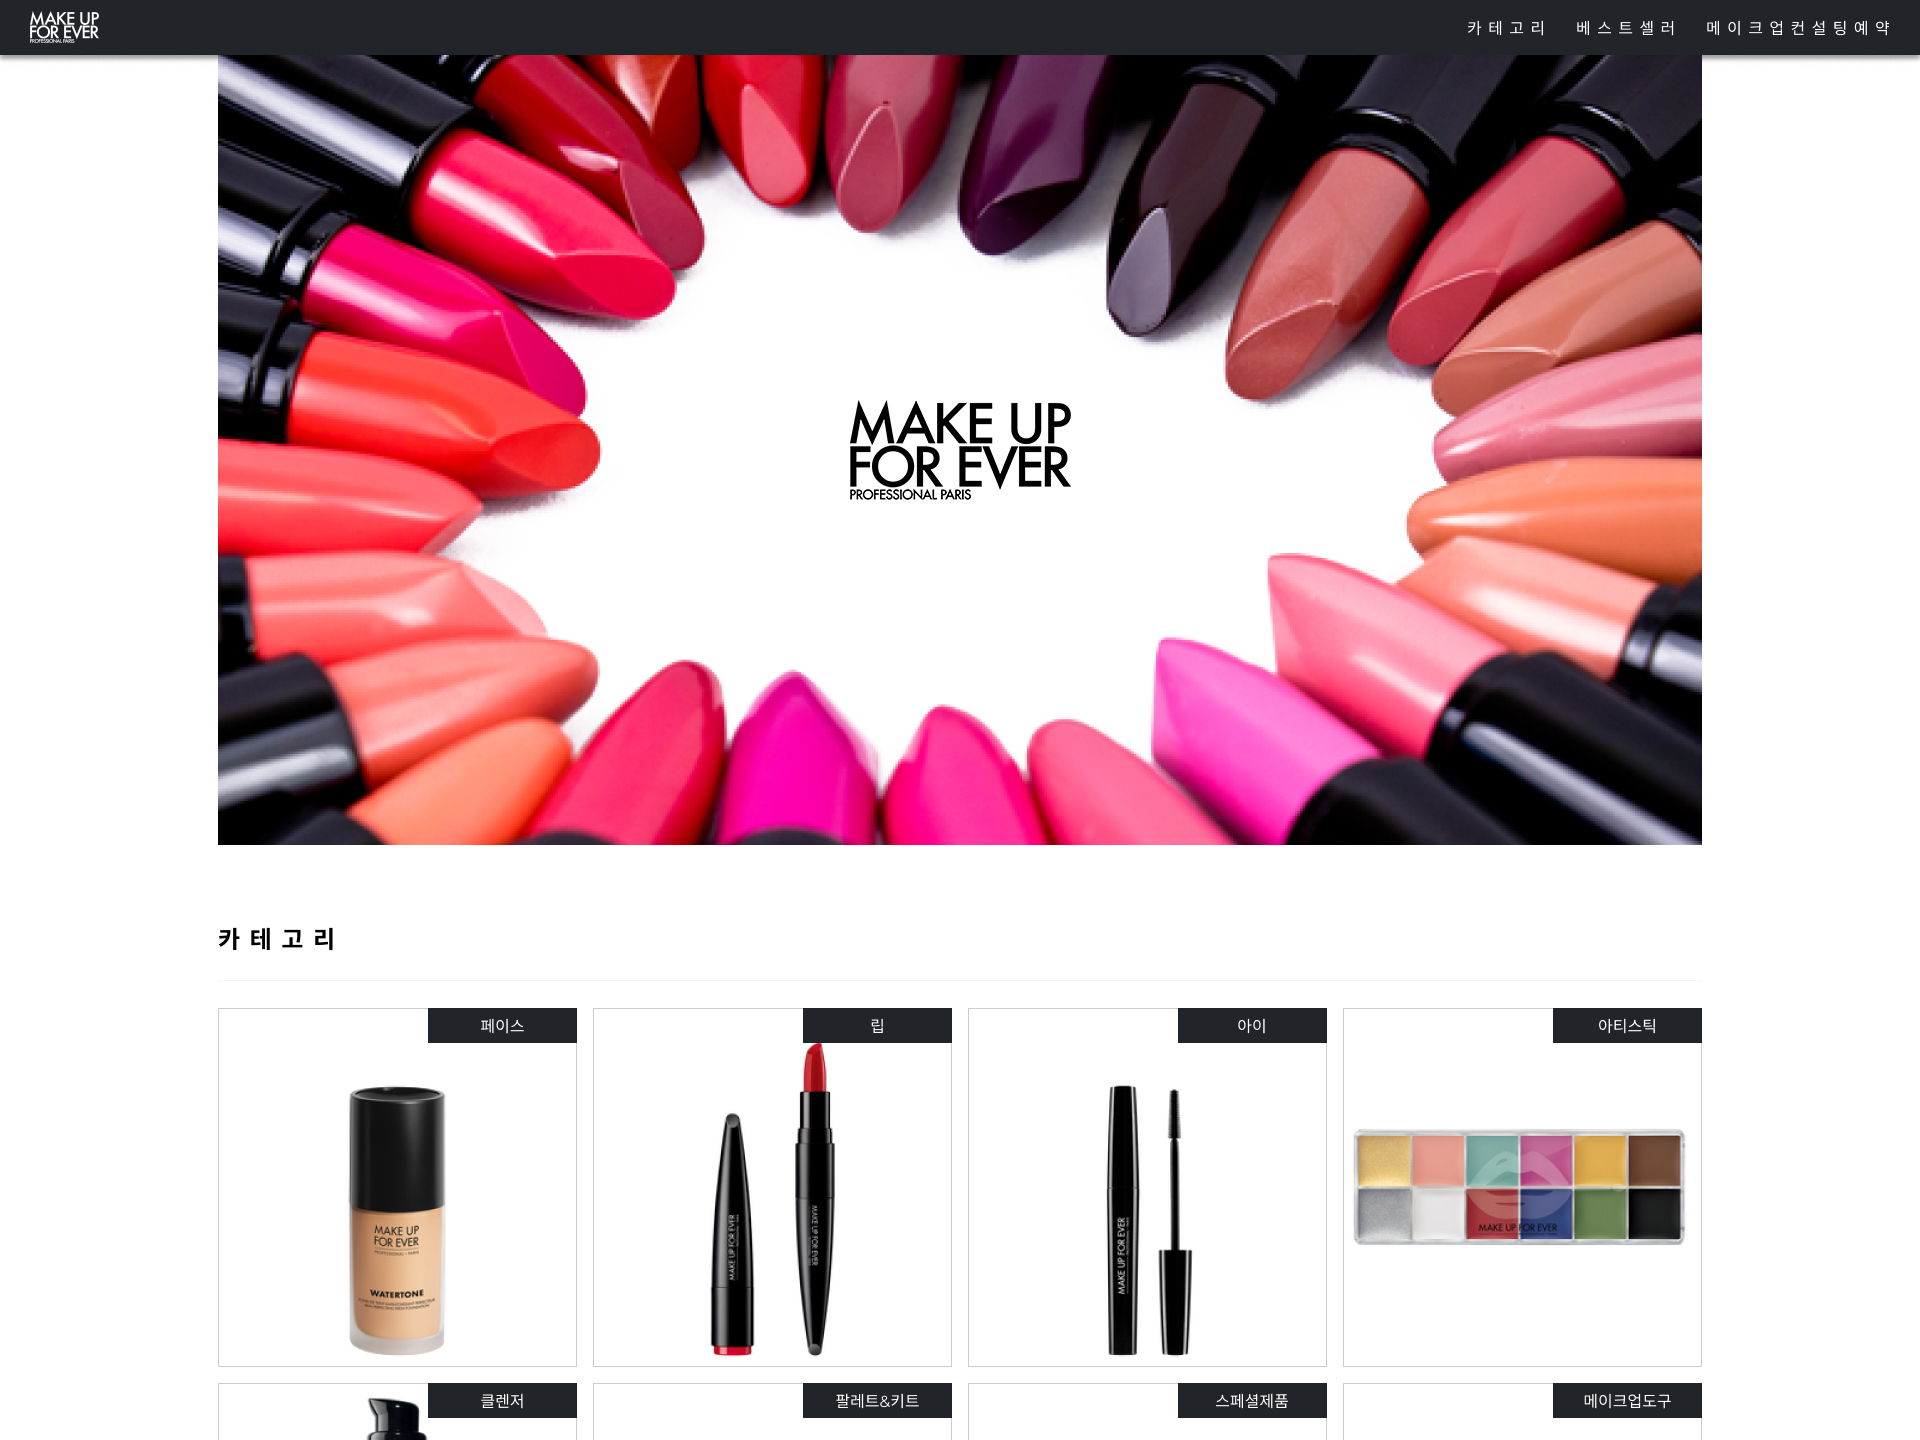 MAKE UP
FOR EVER
PROFESSIONAL PARIS
카테고리
베스트셀러
메이크업컨설팅예약
MAKE UP
FOR EVER
PROFESSIONAL PARIS
카테고리
페이스
립
아이
아티스틱
MAKE UP
FOR EVER
PROFESSIONAL - PARIS
WATERTONE
MAKE UP FOR EVER
MAKE UP FOR EVER
MAKE UP FOR EVER
MAKE UP FOR EVER
클렌저
팔레트&키트
스페셜제품
메이크업도구